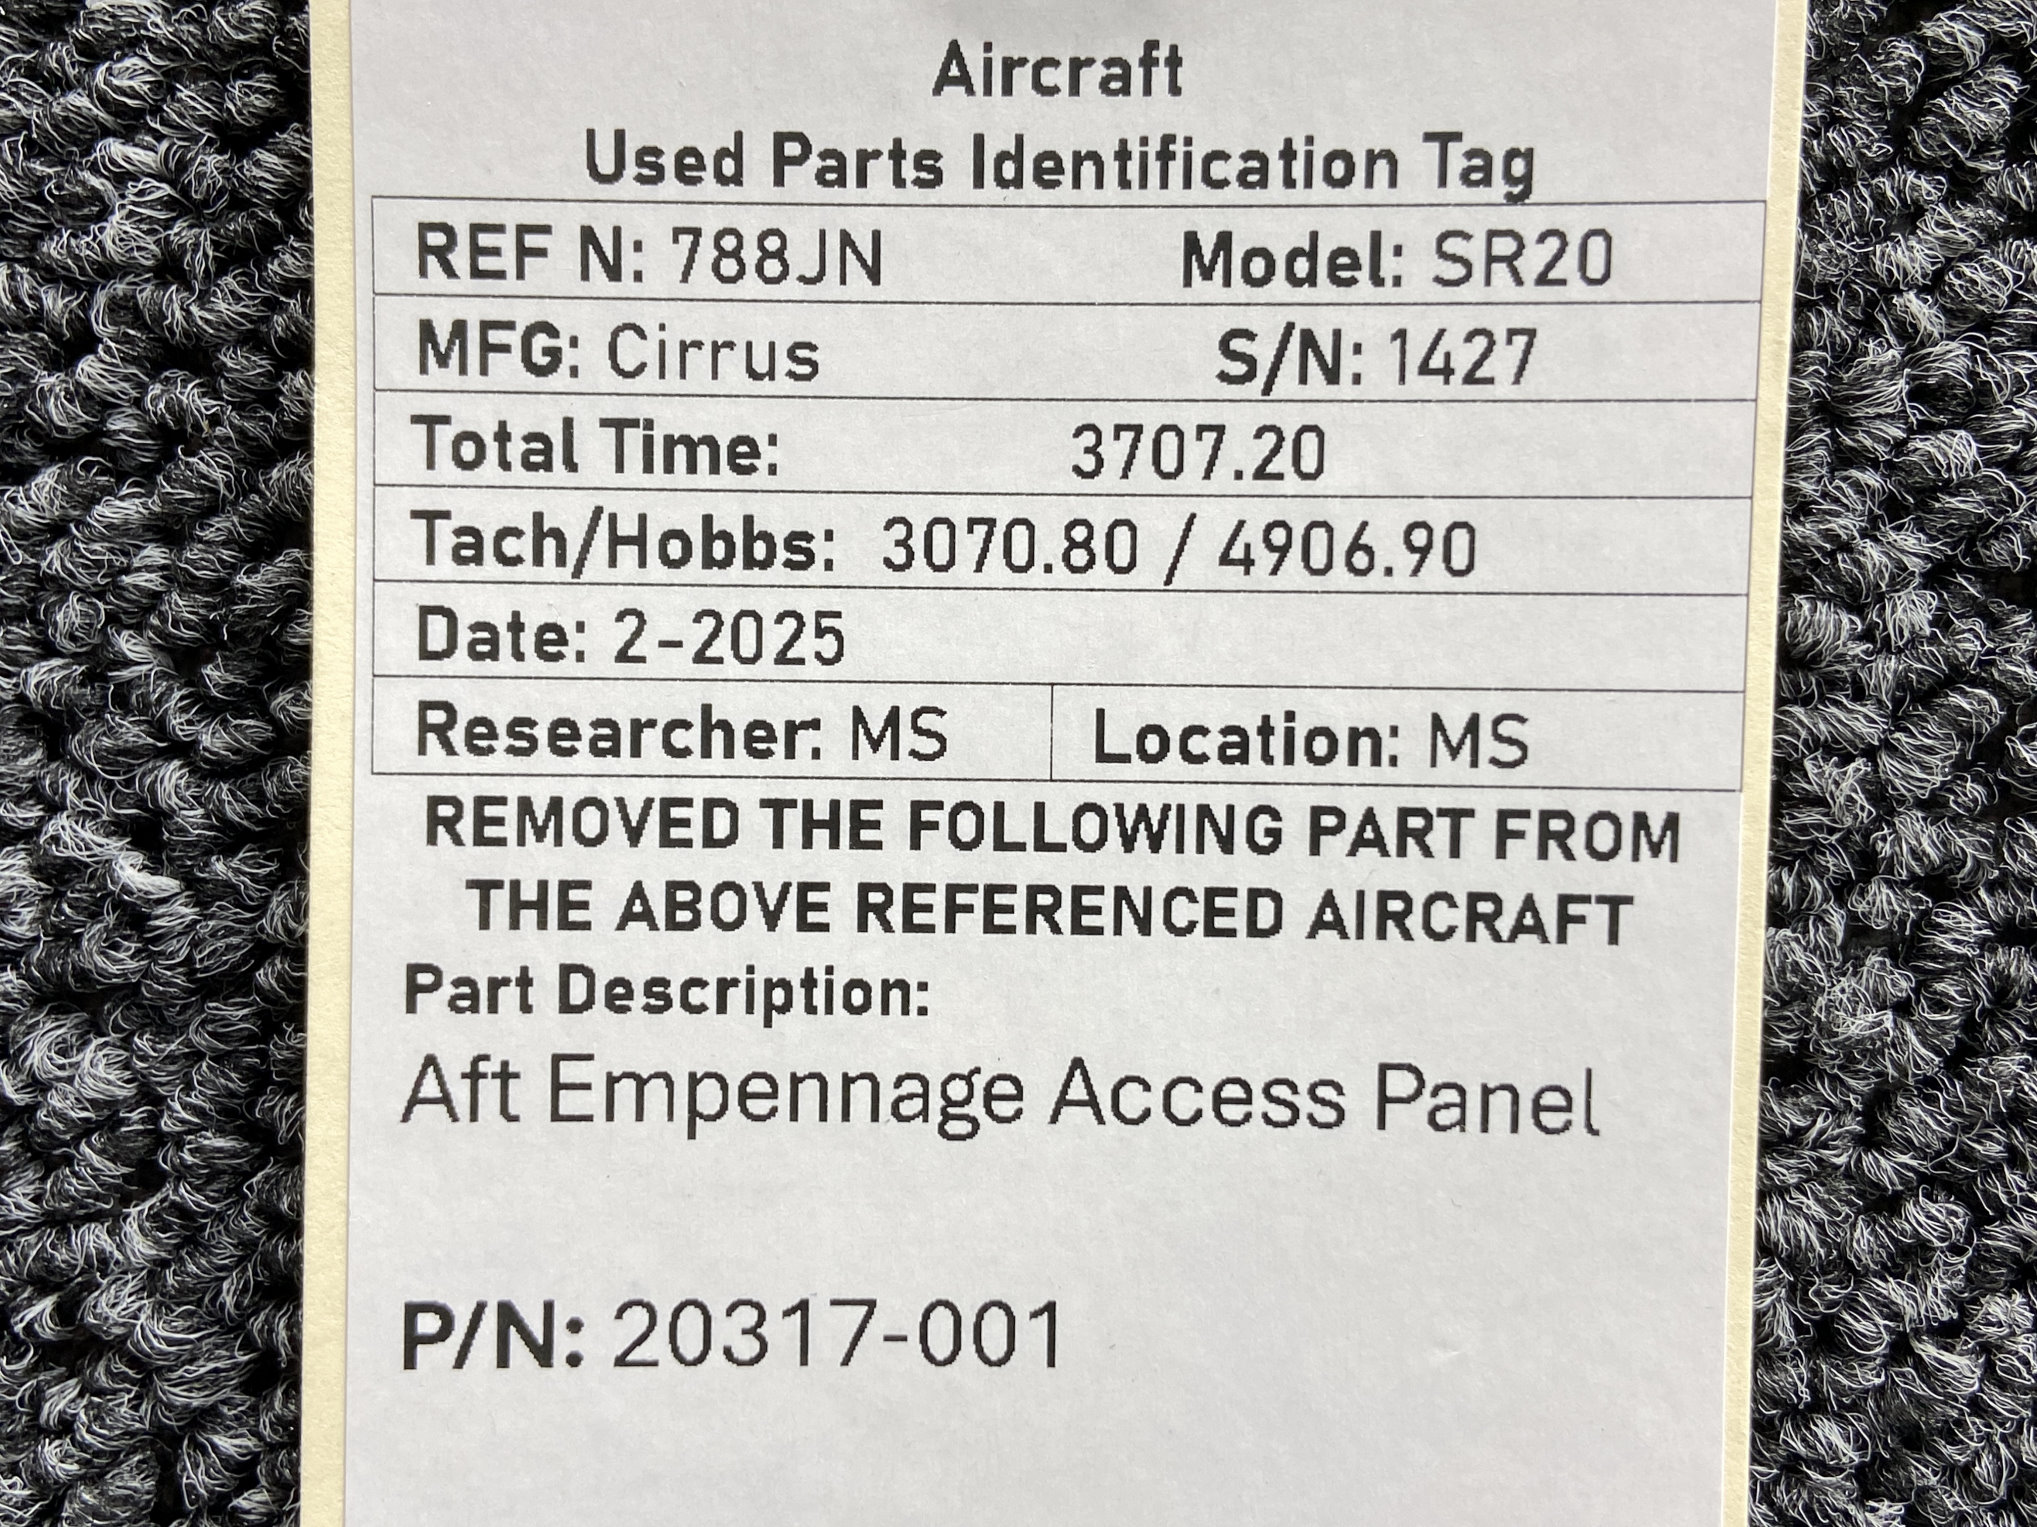 Aircraft
Used Parts Identification Tag
REF N: 788JN Model: SR20
MFG: Cirrus S/N: 1427
Total Time: 3707.20
Tach/Hobbs: 3070.80 / 4906.90
Date: 2-2025
Researcher: MS Location: MS
REMOVED THE FOLLOWING PART FROM
THE ABOVE REFERENCED AIRCRAFT
Part Description:
Aft Empennage Access Panel
P/N: 20317-001